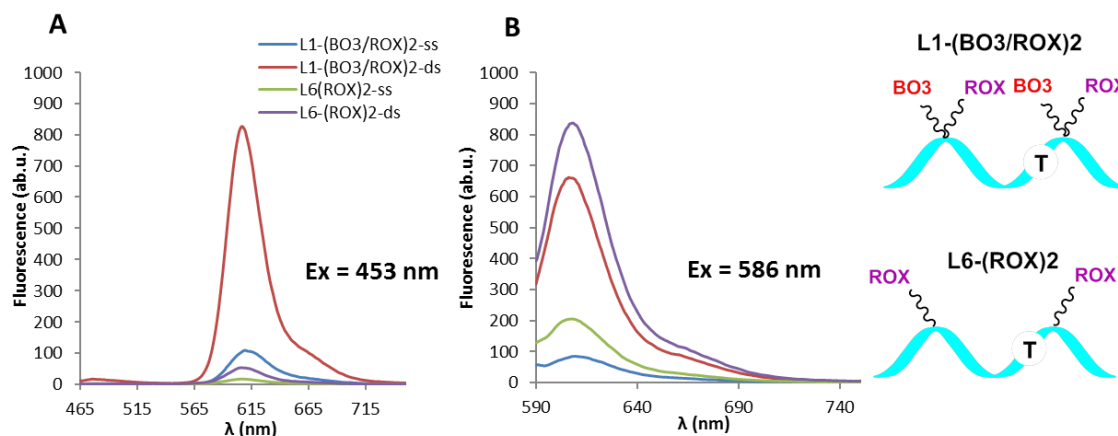 A
L1-(BO3/ROX)2-ss
L1-(BO3/ROX)2-ds
L6(ROX)2-ss
L6-(ROX)2-ds
1000
900
800
700
600
500
400
300
200
100
0
Fluorescence (ab.u.)
Ex = 453 nm
465 515 565 615 665 715
λ (nm)
B
1000
900
800
700
600
500
400
300
200
100
0
Fluorescence (ab.u.)
Ex = 586 nm
590 640 690 740
λ (nm)
L1-(BO3/ROX)2
BO3 ROX BO3 ROX
T
L6-(ROX)2
ROX ROX
T